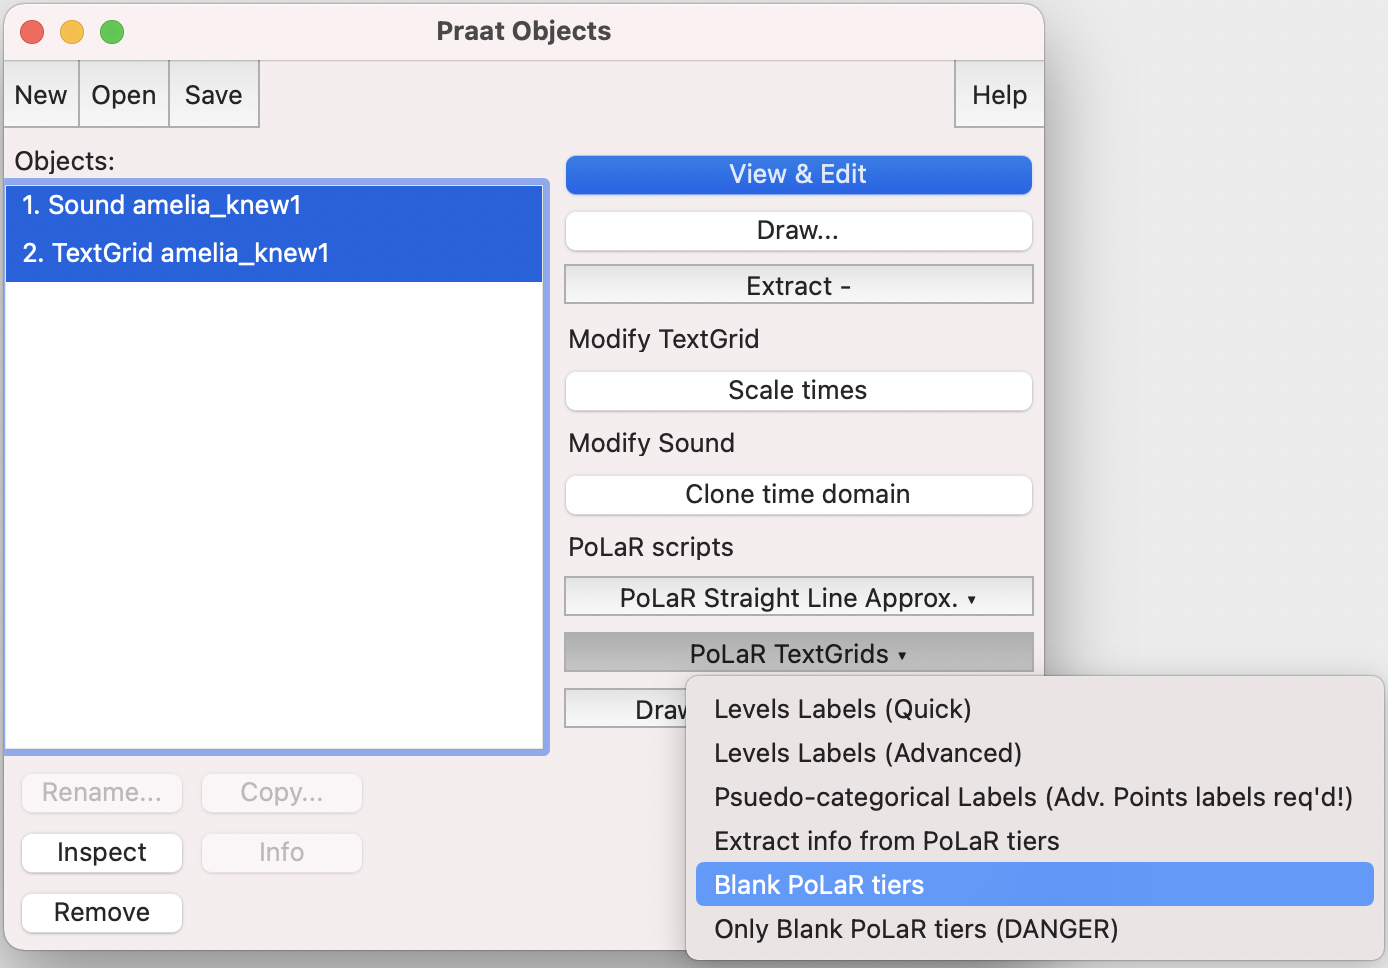 Praat Objects
New
Open
Save
Help
Objects:
1. Sound amelia_knew1
2. TextGrid amelia_knew1
View & Edit
Draw...
Extract -
Modify TextGrid
Scale times
Modify Sound
Clone time domain
PoLaR scripts
PoLaR Straight Line Approx. ▾
PoLaR TextGrids ▾
Levels Labels (Quick)
Levels Labels (Advanced)
Psuedo-categorical Labels (Adv. Points labels req'd!)
Extract info from PoLaR tiers
Blank PoLaR tiers
Only Blank PoLaR tiers (DANGER)
Rename...
Copy...
Inspect
Info
Remove